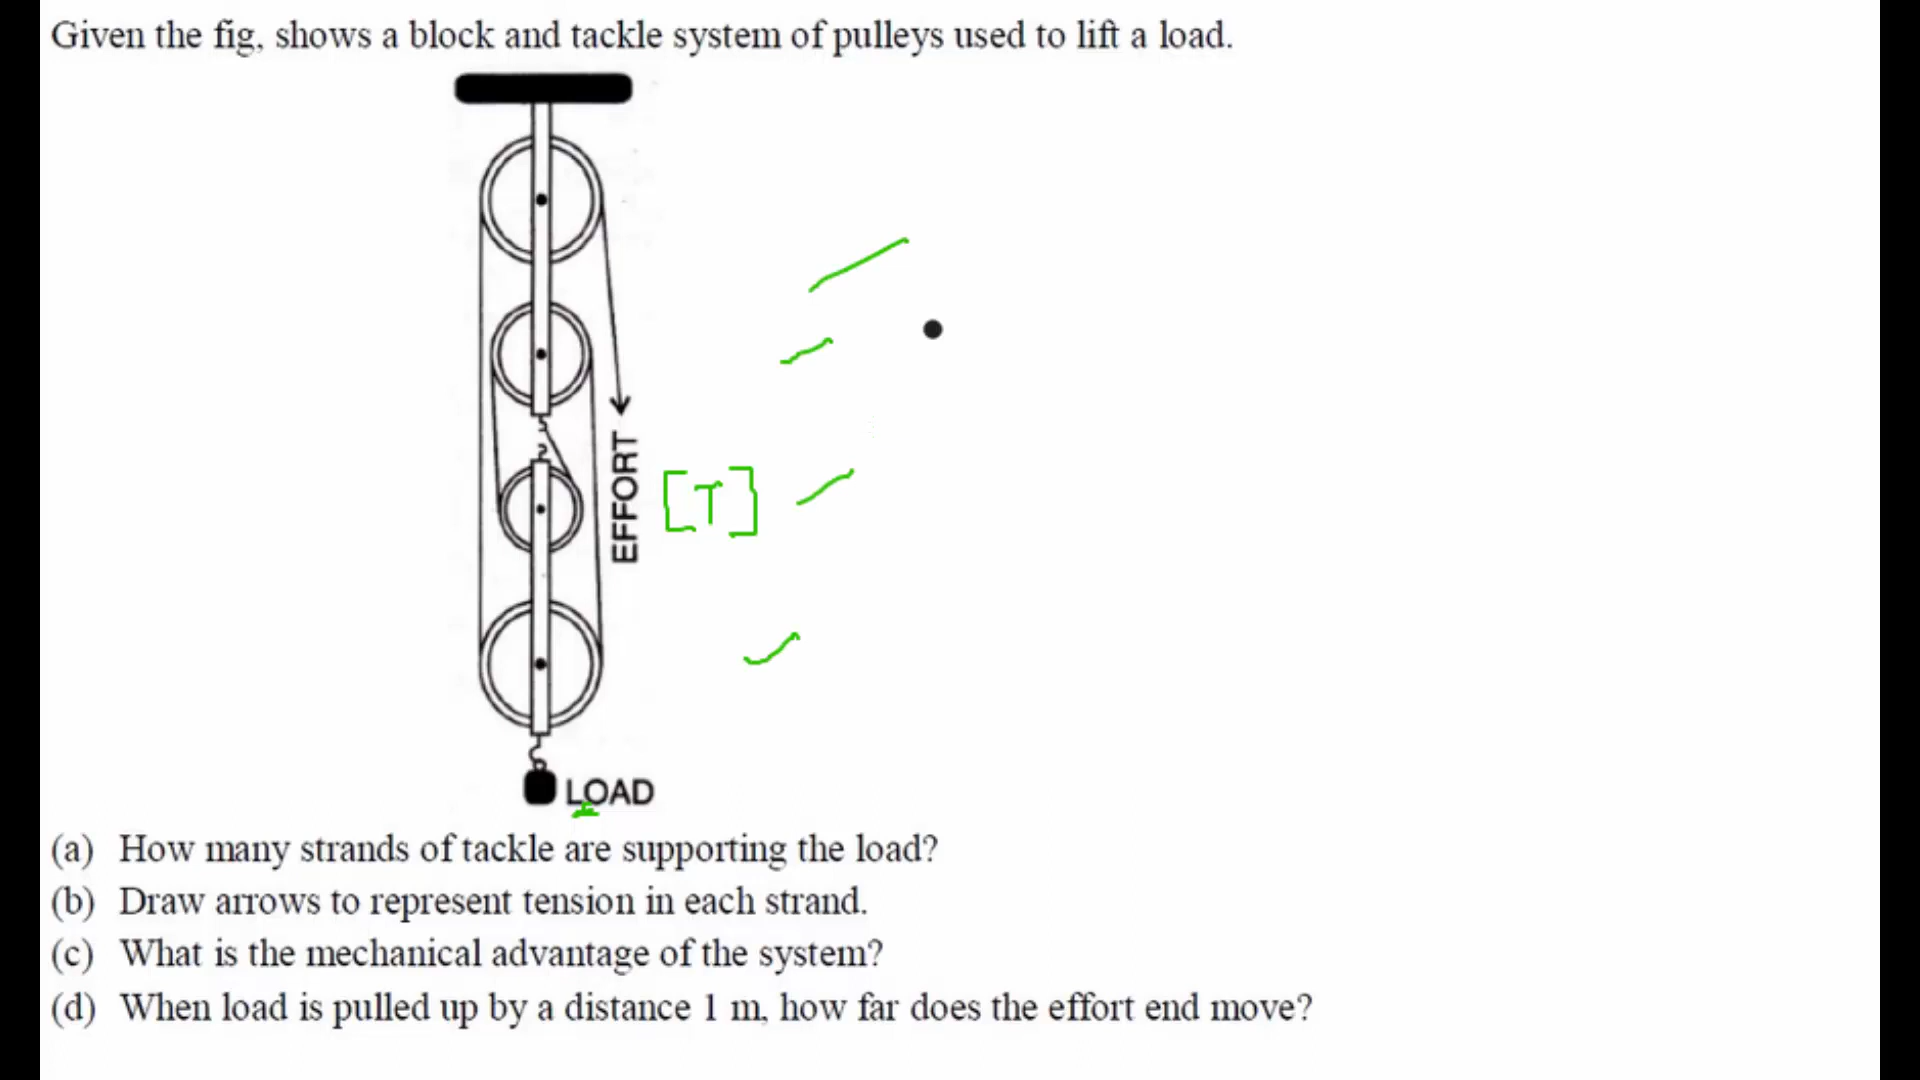 Given the fig, shows a block and tackle system of pulleys used to lift a load.
EFFORT
[T]
LOAD
(a) How many strands of tackle are supporting the load?
(b) Draw arrows to represent tension in each strand.
(c) What is the mechanical advantage of the system?
(d) When load is pulled up by a distance 1 m, how far does the effort end move?